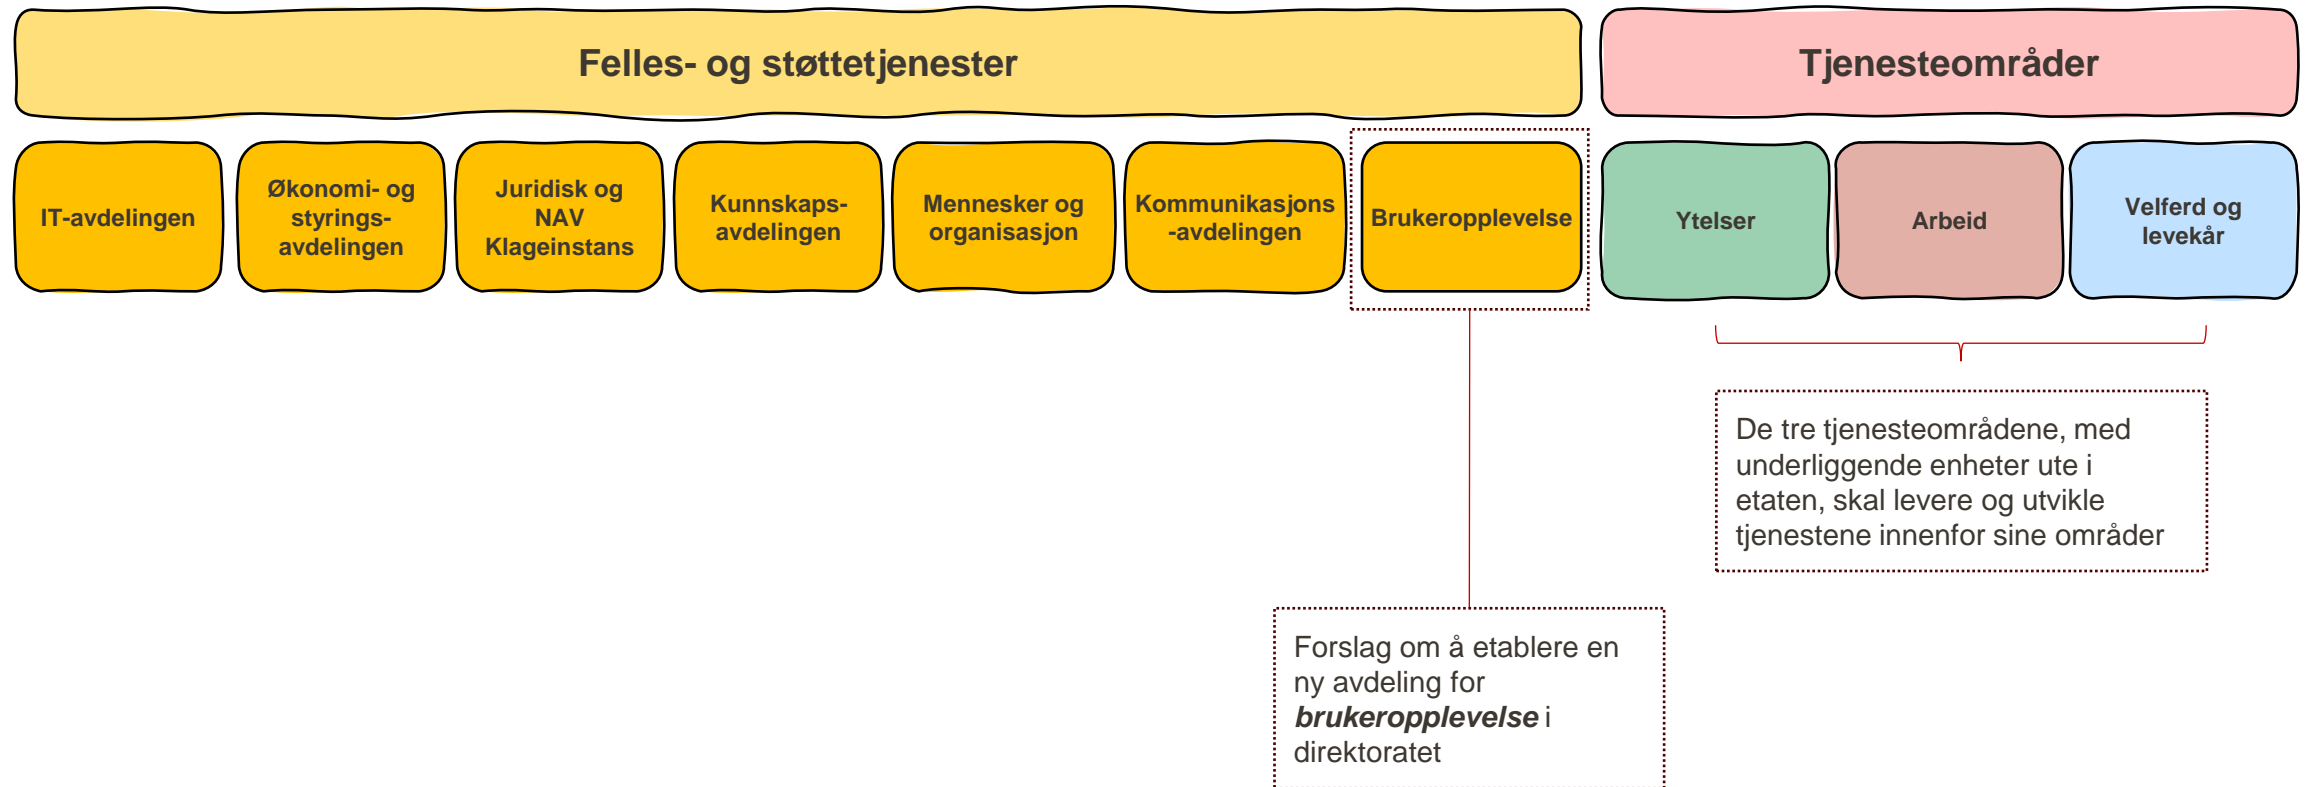 Felles- og støttetjenester
Tjenesteområder
IT-avdelingen
Økonomi- og
styrings-
avdelingen
Juridisk og
NAV
Klageinstans
Kunnskaps-
avdelingen
Mennesker og
organisasjon
Kommunikasjons
-avdelingen
Brukeropplevelse
Ytelser
Arbeid
Velferd og
levekår
De tre tjenesteområdene, med
underliggende enheter ute i
etaten, skal levere og utvikle
tjenestene innenfor sine områder
Forslag om å etablere en
ny avdeling for
brukeropplevelse i
direktoratet